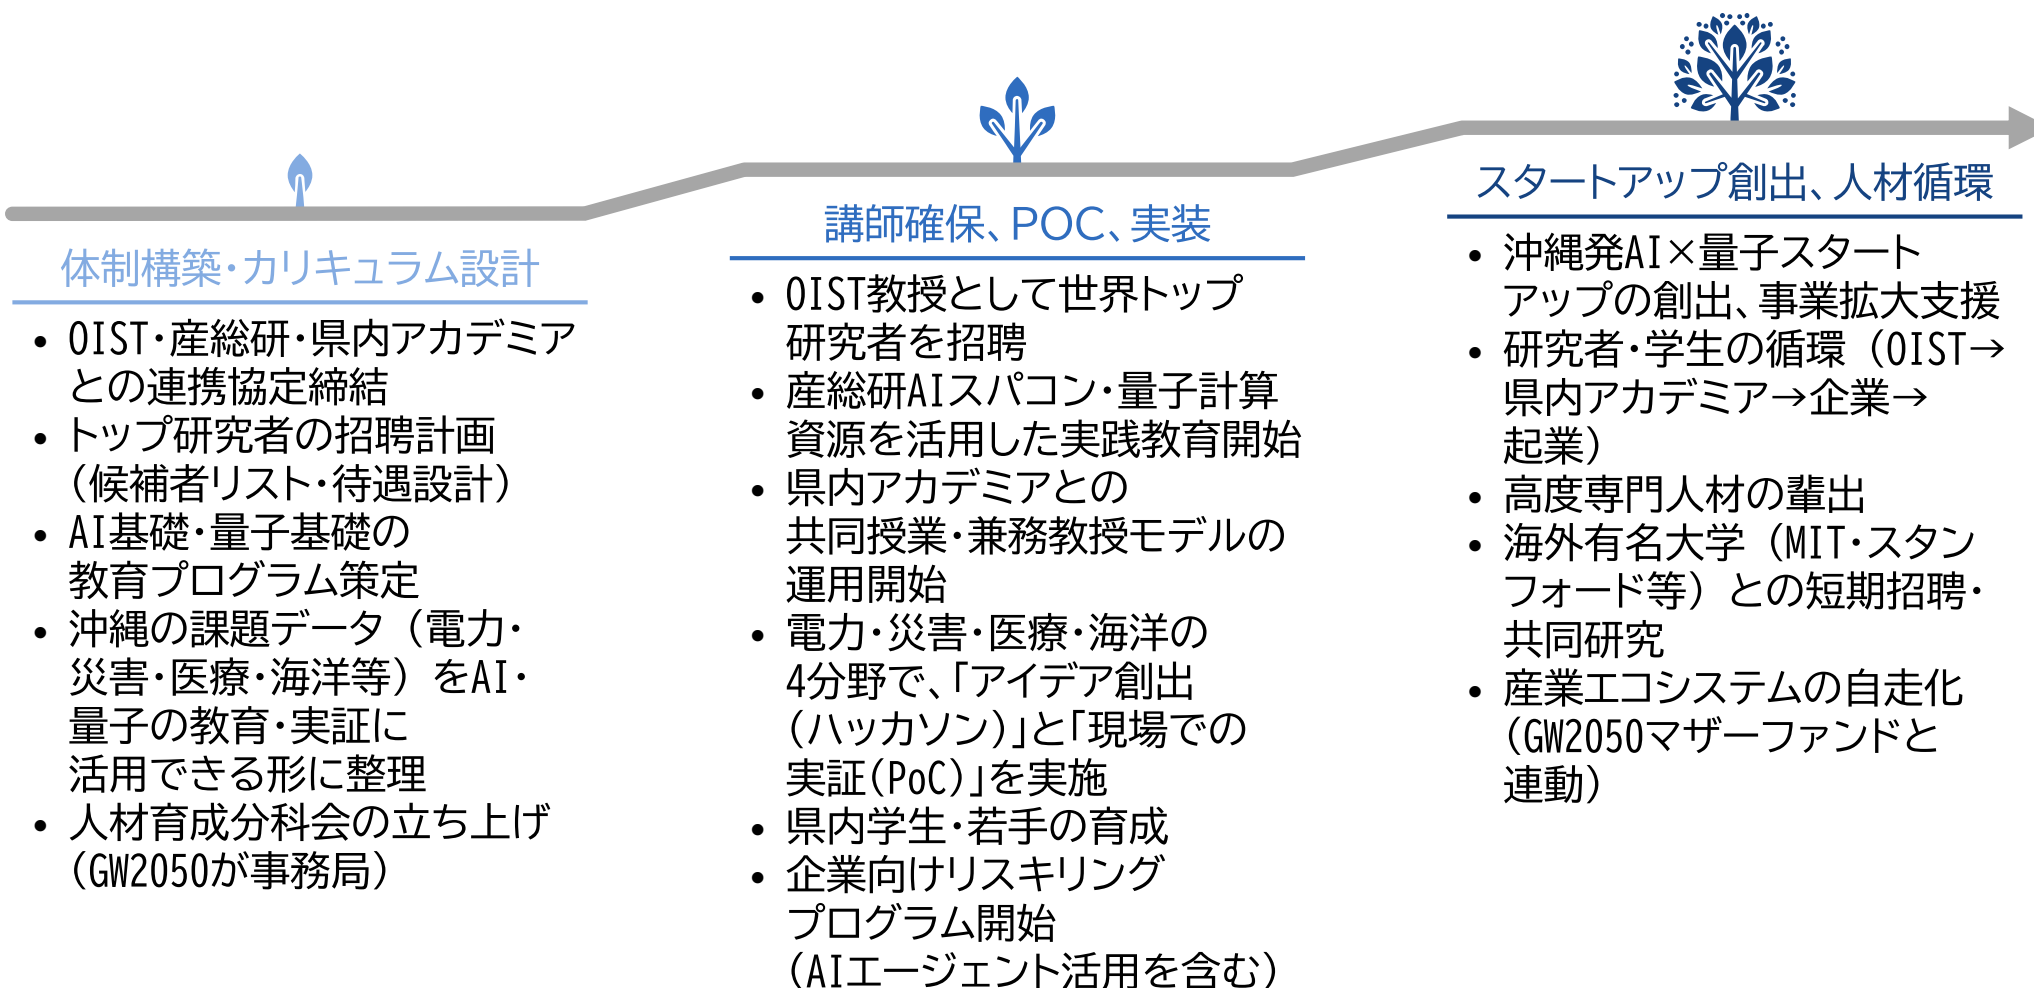 体制構築・カリキュラム設計
• OIST・産総研・県内アカデミア
との連携協定締結
• トップ研究者の招聘計画
（候補者リスト・待遇設計）
• AI基礎・量子基礎の
教育プログラム策定
• 沖縄の課題データ（電力・
災害・医療・海洋等）をAI・
量子の教育・実証に
活用できる形に整理
• 人材育成分科会の立ち上げ
（GW2050が事務局）
講師確保、POC、実装
• OIST教授として世界トップ
研究者を招聘
• 産総研AIスパコン・量子計算
資源を活用した実践教育開始
• 県内アカデミアとの
共同授業・兼務教授モデルの
運用開始
• 電力・災害・医療・海洋の
4分野で、「アイデア創出
（ハッカソン）」と「現場での
実証(PoC)」を実施
• 県内学生・若手の育成
• 企業向けリスキリング
プログラム開始
（AIエージェント活用を含む）
スタートアップ創出、人材循環
• 沖縄発AI×量子スタート
アップの創出、事業拡大支援
• 研究者・学生の循環（OIST→
県内アカデミア→企業→
起業）
• 高度専門人材の輩出
• 海外有名大学（MIT・スタン
フォード等）との短期招聘・
共同研究
• 産業エコシステムの自走化
（GW2050マザーファンドと
連動）